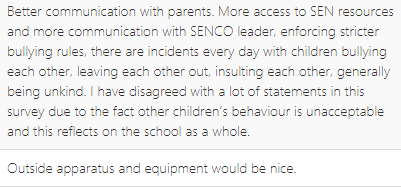 Better communication with parents. More access to SEN resources
and more communication with SENCO leader, enforcing stricter
bullying rules, there are incidents every day with children bullying
each other, leaving each other out, insulting each other, generally
being unkind. I have disagreed with a lot of statements in this
survey due to the fact other children's behaviour is unacceptable
and this reflects on the school as a whole.
Outside apparatus and equipment would be nice.